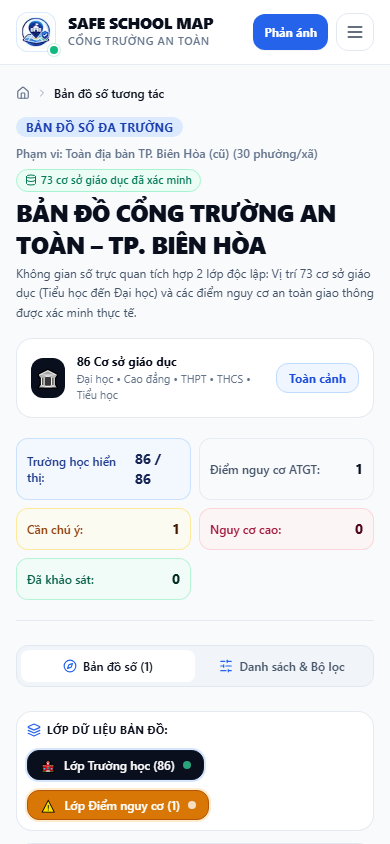 SAFE SCHOOL MAP
CỔNG TRƯỜNG AN TOÀN
Phản ánh
Bản đồ số tương tác
BẢN ĐỒ SỐ ĐA TRƯỜNG
Phạm vi: Toàn địa bàn TP. Biên Hòa (cũ) (30 phường/xã)
73 cơ sở giáo dục đã xác minh
BẢN ĐỒ CỔNG TRƯỜNG AN
TOÀN – TP. BIÊN HÒA
Không gian số trực quan tích hợp 2 lớp độc lập: Vị trí 73 cơ sở giáo
dục (Tiểu học đến Đại học) và các điểm nguy cơ an toàn giao thông
được xác minh thực tế.
86 Cơ sở giáo dục
Đại học • Cao đẳng • THPT • THCS •
Tiểu học
Toàn cảnh
Trường học hiển
thị:
86 /
86
Điểm nguy cơ ATGT:
1
Cần chú ý:
1
Nguy cơ cao:
0
Đã khảo sát:
0
Bản đồ số (1)
Danh sách & Bộ lọc
LỚP DỮ LIỆU BẢN ĐỒ:
Lớp Trường học (86)
Lớp Điểm nguy cơ (1)